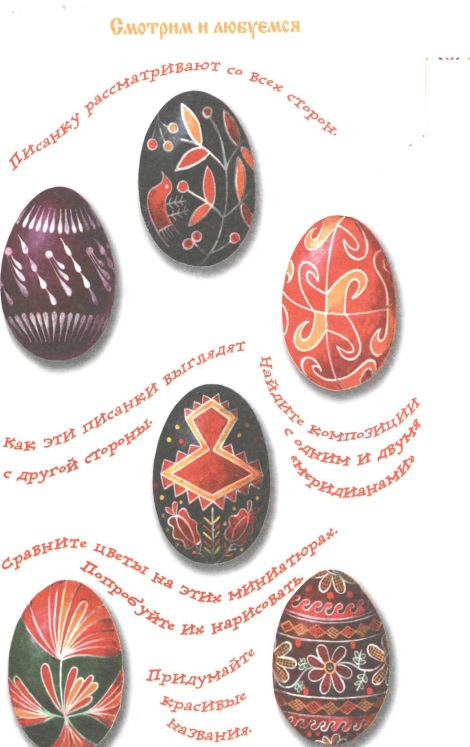 Смотрим и любуемся
Писанку рассматривают со всех сторон.
Как эти писанки выглядят
с другой стороны.
Найдите композиции
с одним и двумя
«меридианами»
Сравните цветы на этих миниатюрах.
Попробуйте их нарисовать.
Придумайте
красивые
названия.